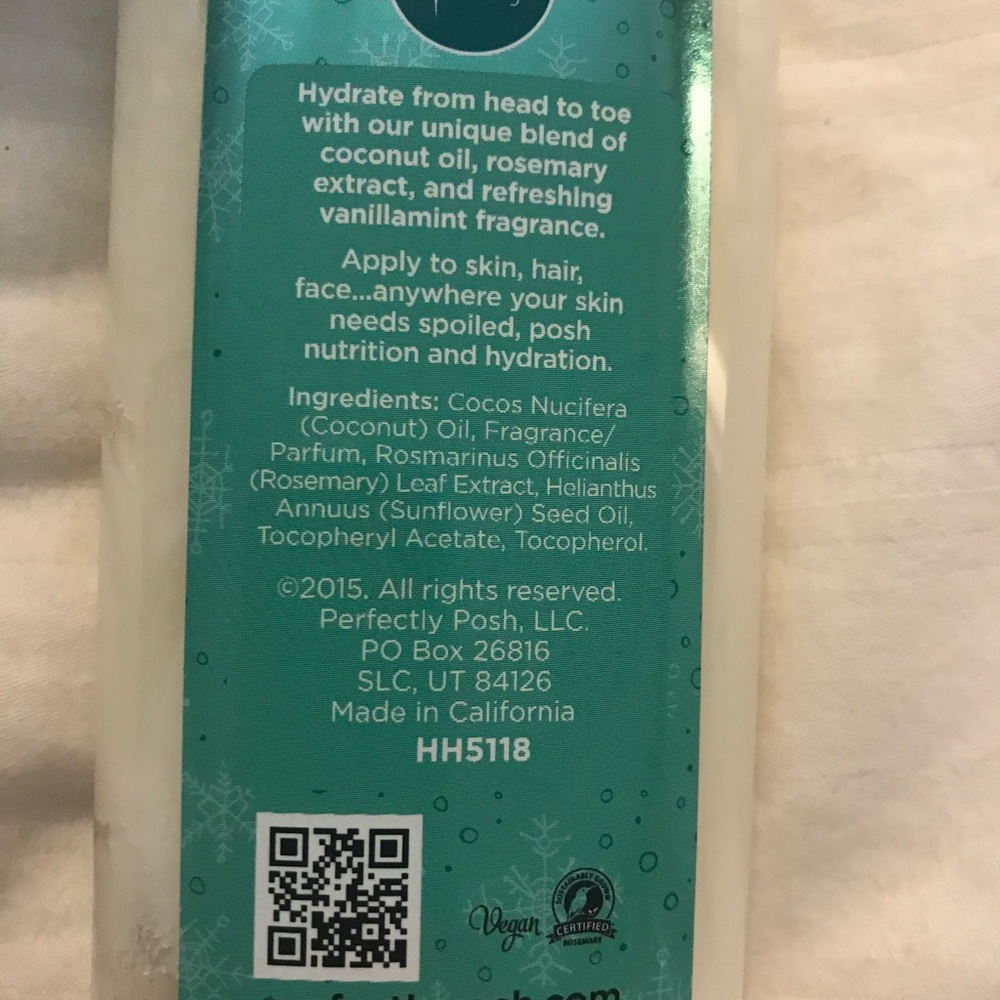 Hydrate from head to toe
with our unique blend of
coconut oil, rosemary
extract, and refreshing
vanillamint fragrance.
Apply to skin, hair,
face...anywhere your skin
needs spoiled, posh
nutrition and hydration.
Ingredients: Cocos Nucifera
(Coconut) Oil, Fragrance/
Parfum, Rosmarinus Officinalis
(Rosemary) Leaf Extract, Helianthus
Annuus (Sunflower) Seed Oil,
Tocopheryl Acetate, Tocopherol.
©2015. All rights reserved.
Perfectly Posh, LLC.
PO Box 26816
SLC, UT 84126
Made in California
HH5118
Vegan
SUSTAINABLY GROWN
CERTIFIED
ROSEMARY